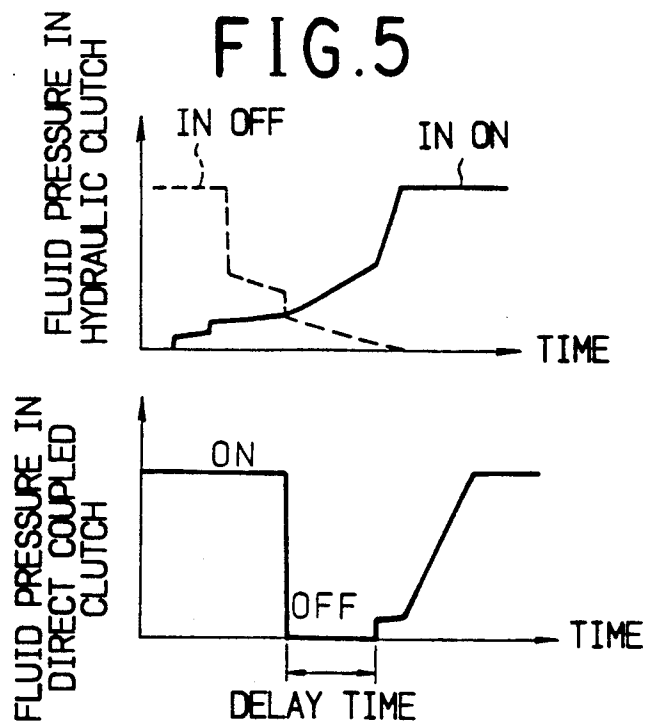 FIG.5
FLUID PRESSURE IN
HYDRAULIC CLUTCH
IN OFF
IN ON
TIME
FLUID PRESSURE IN
DIRECT COUPLED
CLUTCH
ON
OFF
TIME
DELAY TIME